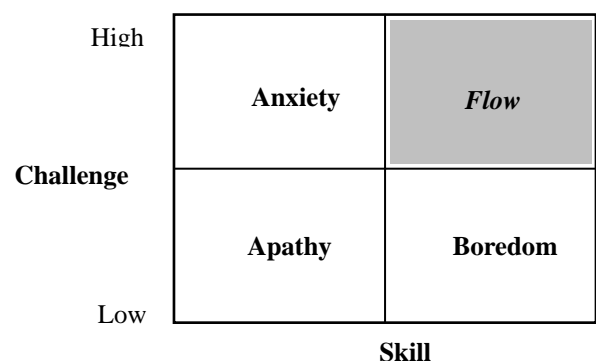 High
Anxiety Flow
Challenge
Apathy Boredom
Low
Skill